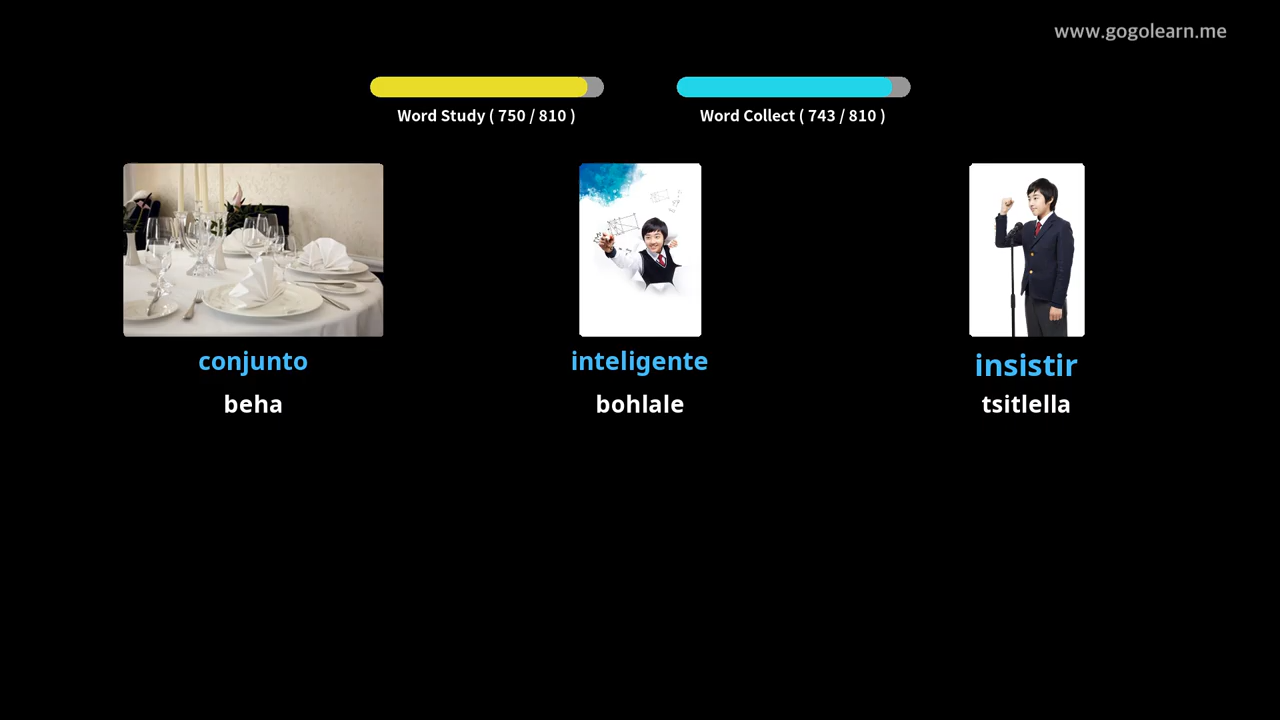 www.gogolearn.me
Word Study ( 750 / 810 )
Word Collect ( 743 / 810 )
conjunto
inteligente
insistir
beha
bohlale
tsitlella